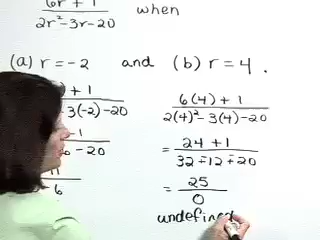 6r + 1 / 2r² - 3r - 20 when
(a) r = -2 and (b) r = 4 .
+ 1 / 3(-2) - 20
6(4) + 1 / 2(4)² - 3(4) - 20
-1 / - 20
= 24 + 1 / 32 - 12 - 20
- 6
= 25 / 0
undefined